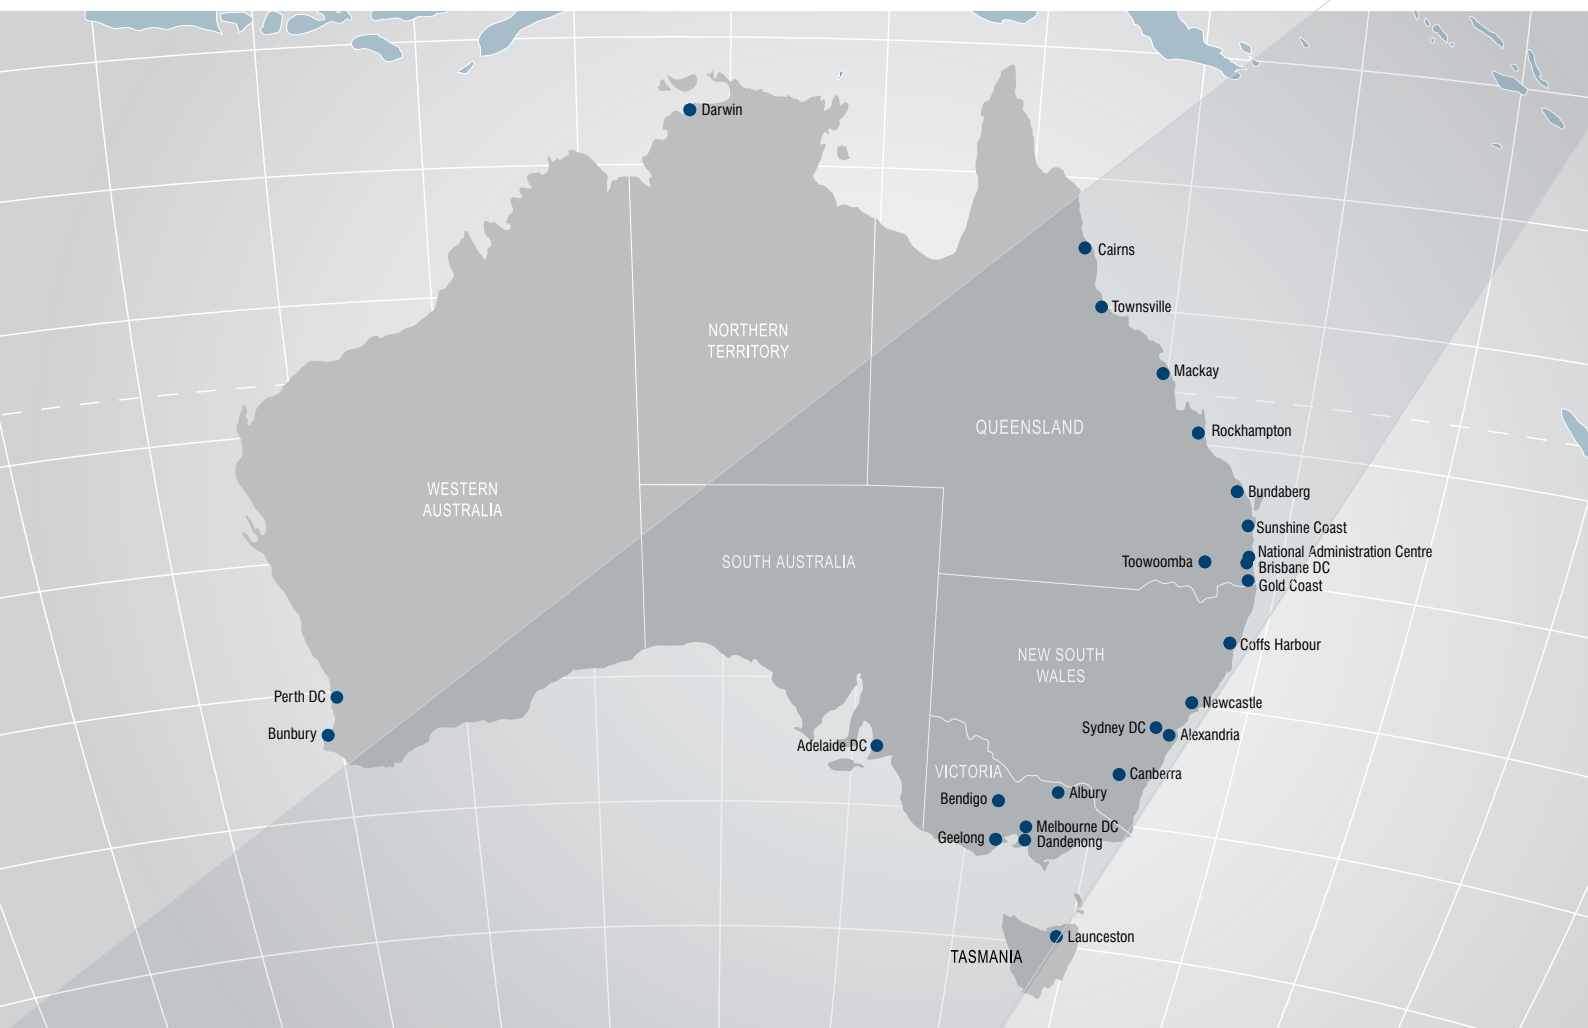 Darwin
Cairns
Townsville
NORTHERN
TERRITORY
Mackay
QUEENSLAND
Rockhampton
WESTERN
AUSTRALIA
Bundaberg
Sunshine Coast
SOUTH AUSTRALIA
Toowoomba
National Administration Centre
Brisbane DC
Gold Coast
Coffs Harbour
NEW SOUTH
WALES
Perth DC
Newcastle
Bunbury
Sydney DC
Alexandria
Adelaide DC
VICTORIA
Canberra
Bendigo
Albury
Melbourne DC
Geelong
Dandenong
Launceston
TASMANIA